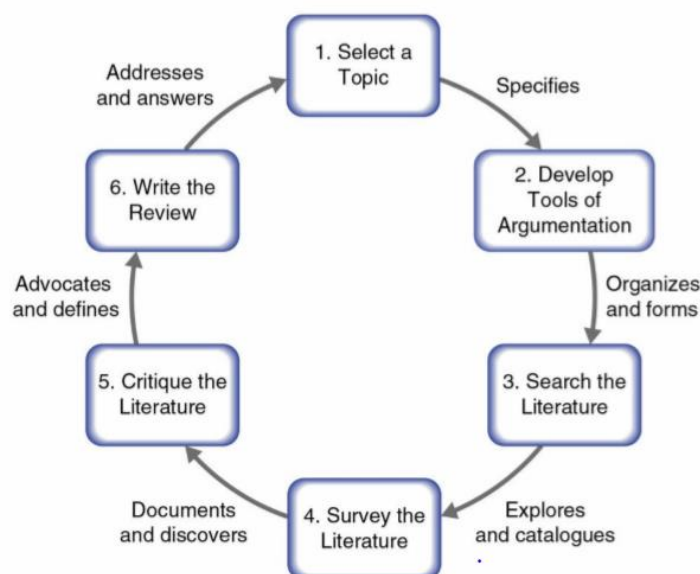 1. Select a
Topic
Specifies
2. Develop
Tools of
Argumentation
Organizes
and forms
3. Search the
Literature
Explores
and catalogues
4. Survey the
Literature
Documents
and discovers
5. Critique the
Literature
Advocates
and defines
6. Write the
Review
Addresses
and answers